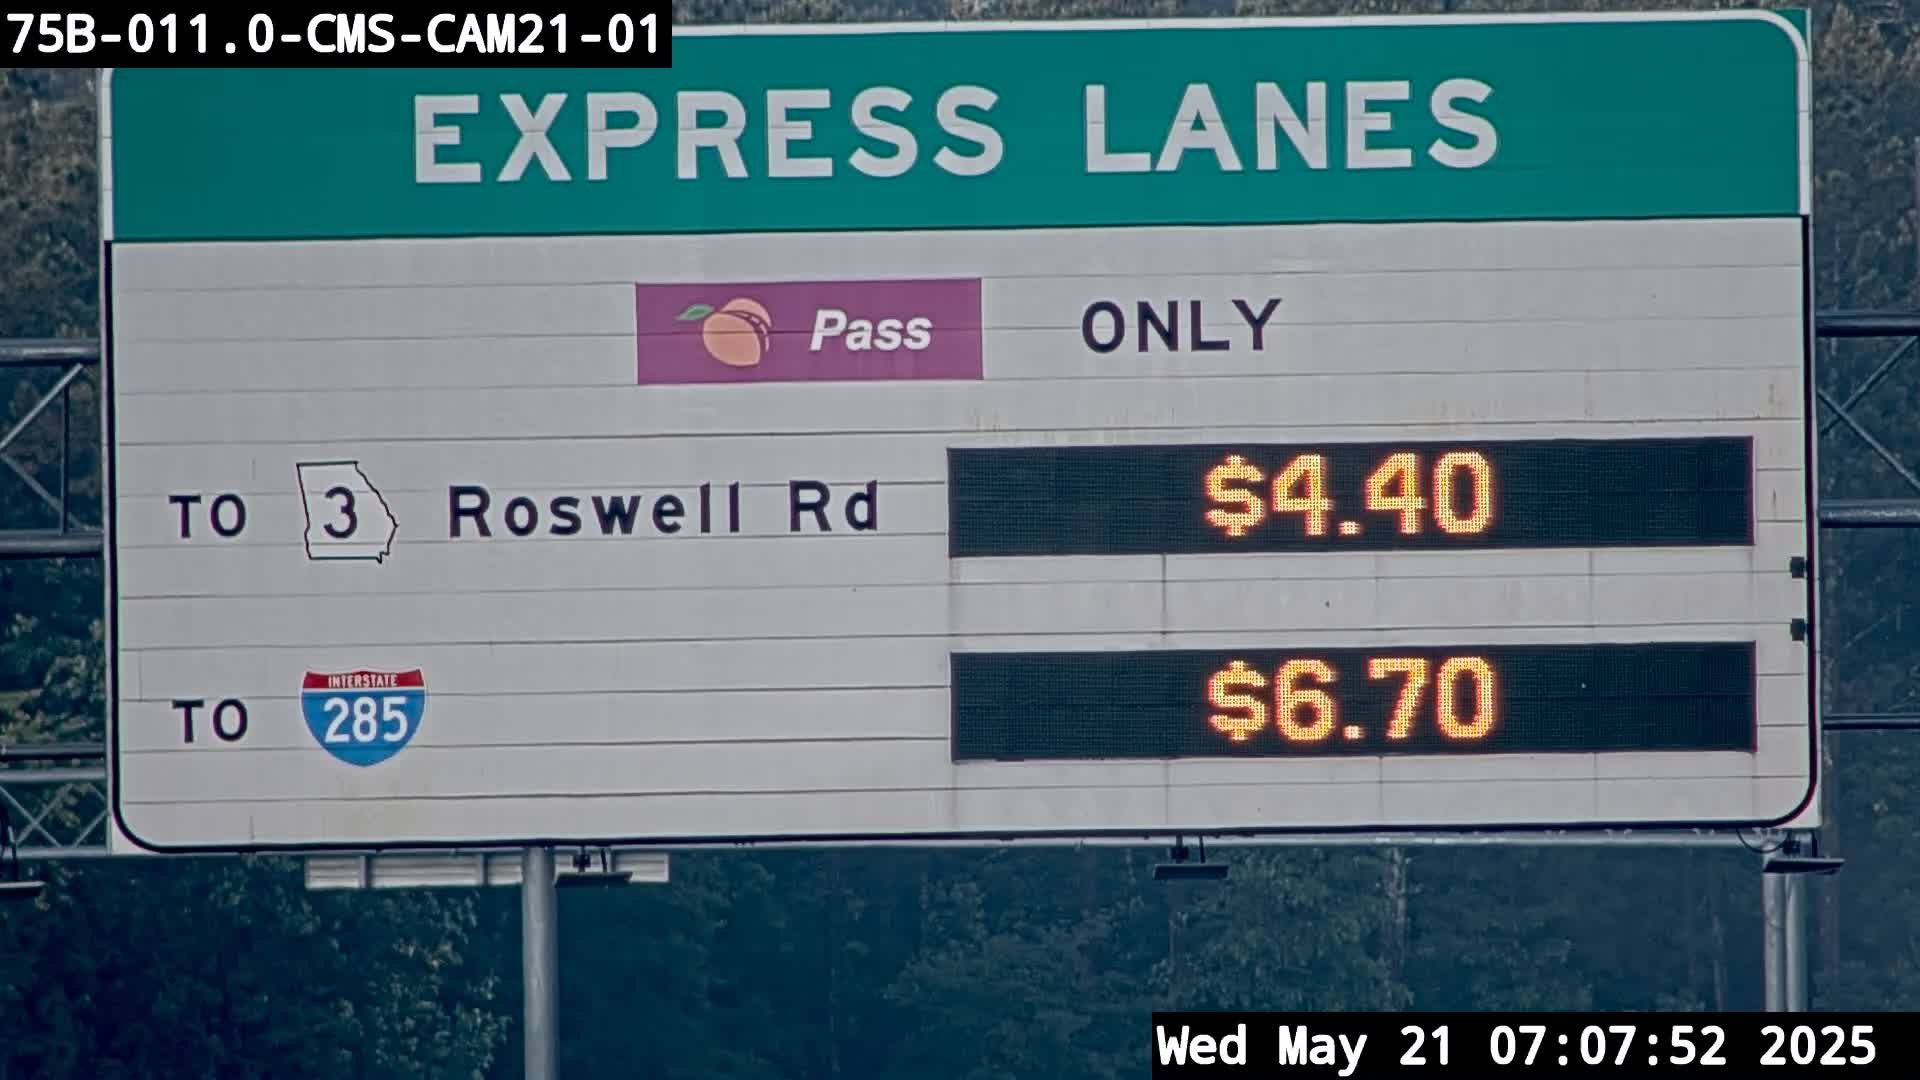 75B-011.0-CMS-CAM21-01
EXPRESS LANES
Pass ONLY
TO 3 Roswell Rd $4.40
INTERSTATE
TO 285 $6.70
Wed May 21 07:07:52 2025